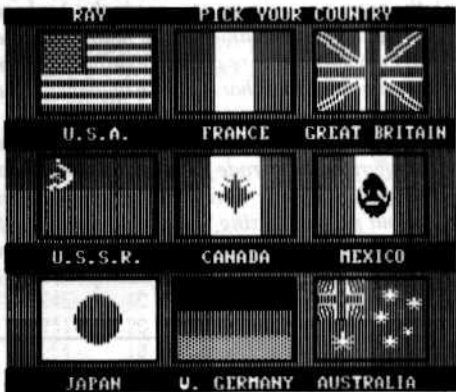 RAY PICK YOUR COUNTRY
U.S.A. FRANCE GREAT BRITAIN
U.S.S.R. CANADA MEXICO
JAPAN W. GERMANY AUSTRALIA